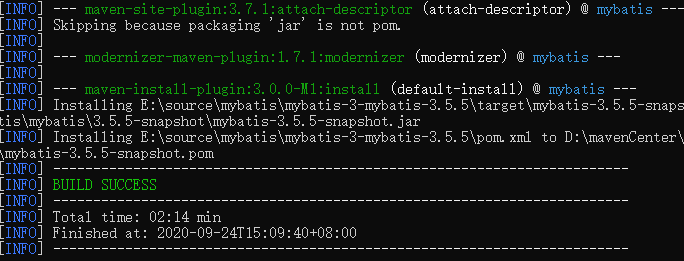 [INFO] --- maven-site-plugin:3.7.1:attach-descriptor (attach-descriptor) @ mybatis ---
[INFO] Skipping because packaging 'jar' is not pom.
[INFO]
[INFO] --- modernizer-maven-plugin:1.7.1:modernizer (modernizer) @ mybatis ---
[INFO]
[INFO] --- maven-install-plugin:3.0.0-M1:install (default-install) @ mybatis ---
[INFO] Installing E:\source\mybatis\mybatis-3-mybatis-3.5.5\target\mybatis-3.5.5-snaps
tis\mybatis\3.5.5-snapshot\mybatis-3.5.5-snapshot.jar
[INFO] Installing E:\source\mybatis\mybatis-3-mybatis-3.5.5\pom.xml to D:\mavenCenter\
\mybatis-3.5.5-snapshot.pom
[INFO] ------------------------------------------------------------------------
[INFO] BUILD SUCCESS
[INFO] ------------------------------------------------------------------------
[INFO] Total time: 02:14 min
[INFO] Finished at: 2020-09-24T15:09:40+08:00
[INFO] ------------------------------------------------------------------------